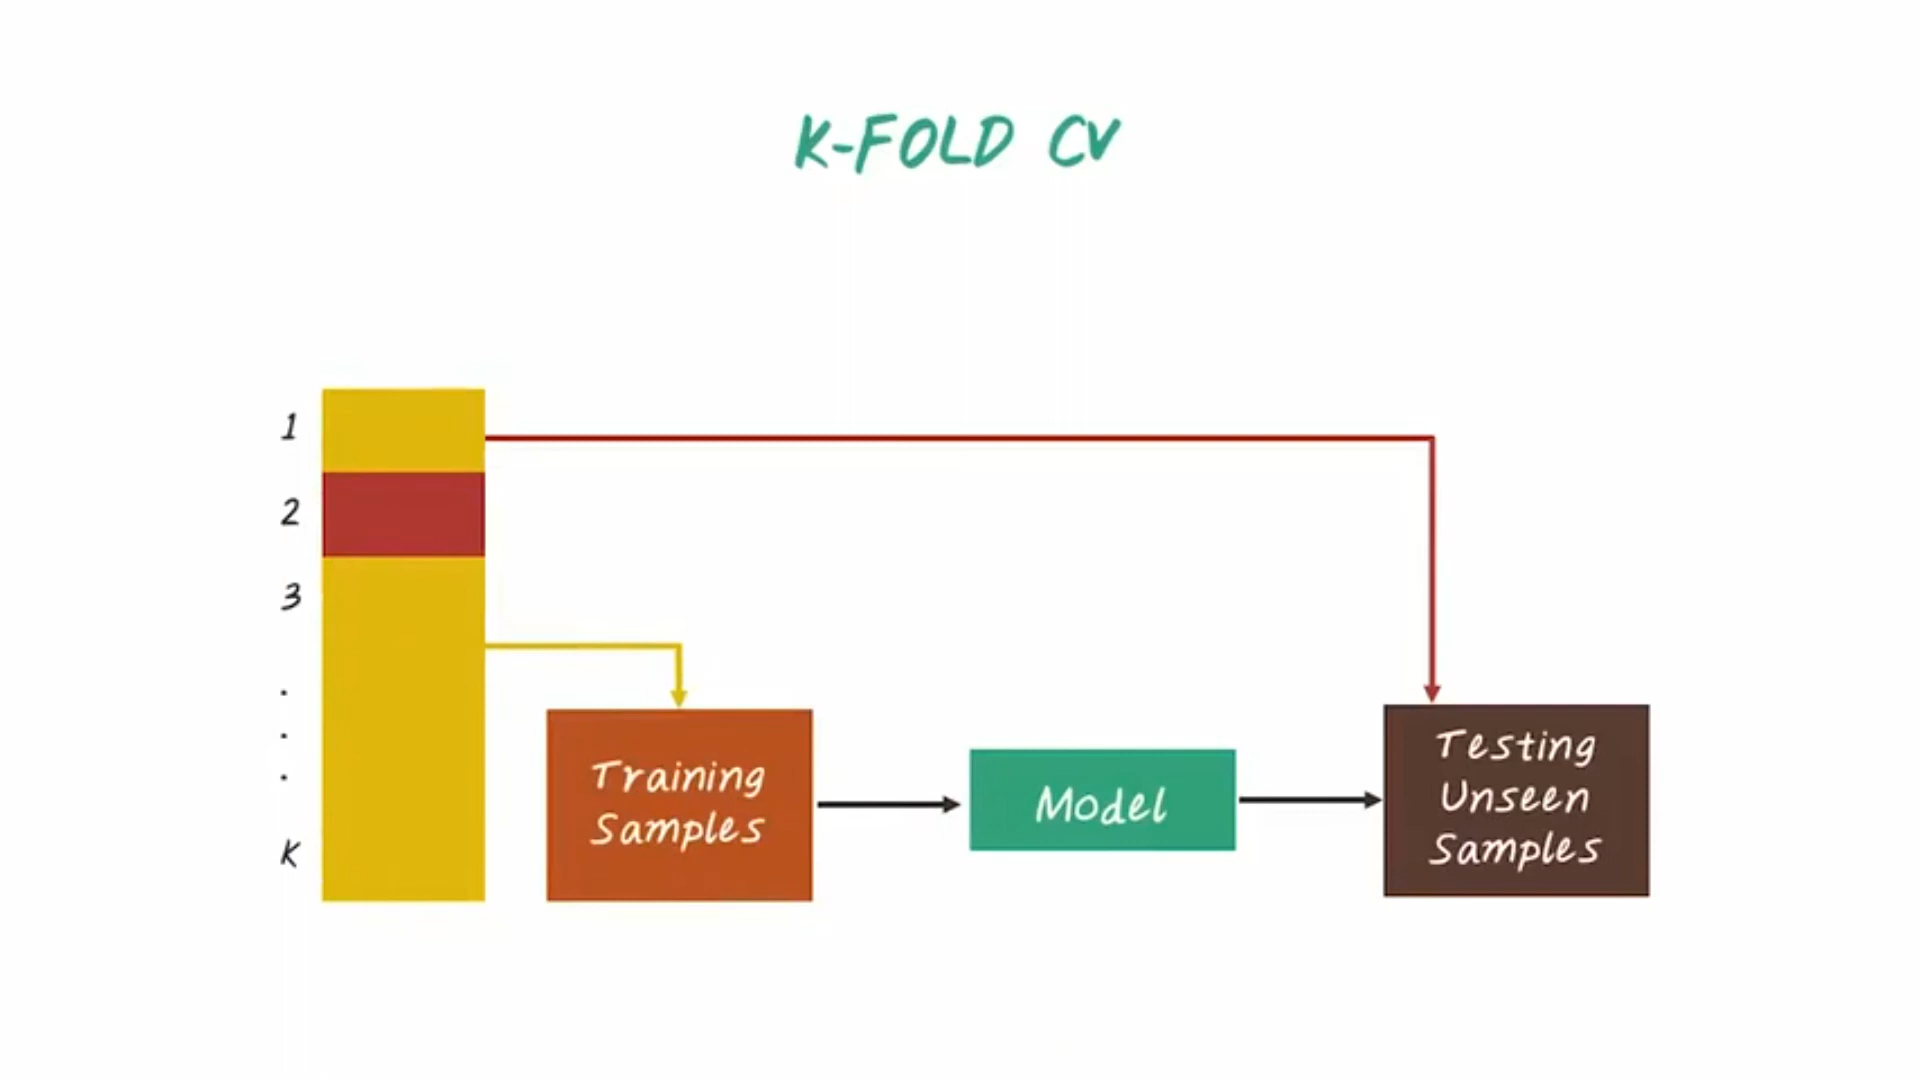 K-FOLD CV
1
2
3
.
.
.
K
Training
Samples
Model
Testing
Unseen
Samples